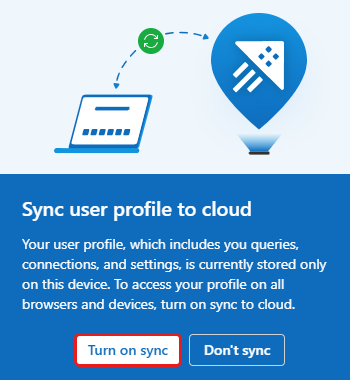 Sync user profile to cloud
Your user profile, which includes you queries,
connections, and settings, is currently stored only
on this device. To access your profile on all
browsers and devices, turn on sync to cloud.
Turn on sync
Don't sync